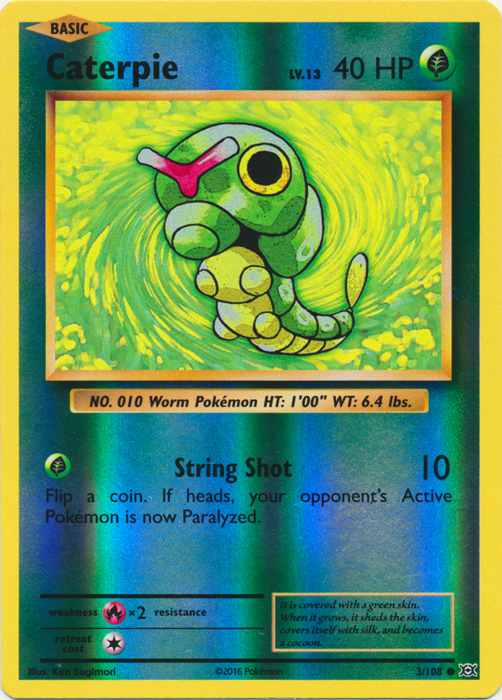 BASIC
Caterpie LV.13 40 HP
NO. 010 Worm Pokémon HT: 1'00" WT: 6.4 lbs.
String Shot 10
Flip a coin. If heads, your opponent's Active
Pokémon is now Paralyzed.
weakness ×2 resistance
retreat
cost
It is covered with a green skin.
When it grows, it sheds the skin,
covers itself with silk, and becomes
a cocoon.
Illus. Ken Sugimori ©2016 Pokémon 3/108